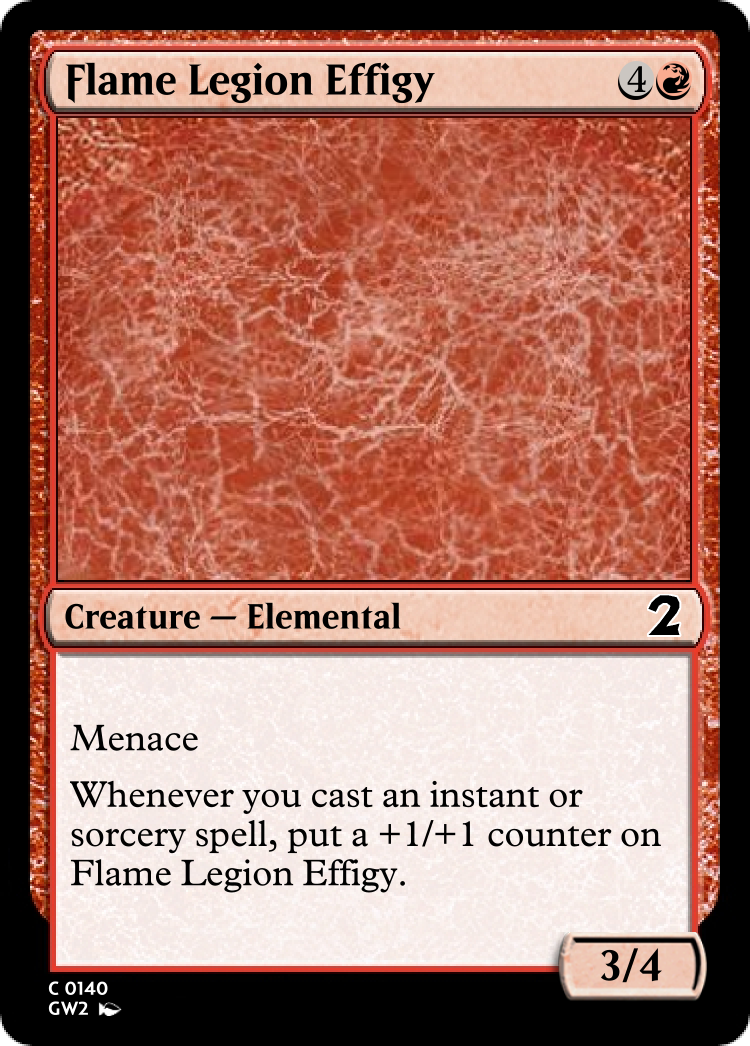 Flame Legion Effigy 4
Creature — Elemental 2
Menace
Whenever you cast an instant or
sorcery spell, put a +1/+1 counter on
Flame Legion Effigy.
3/4
C 0140
GW2